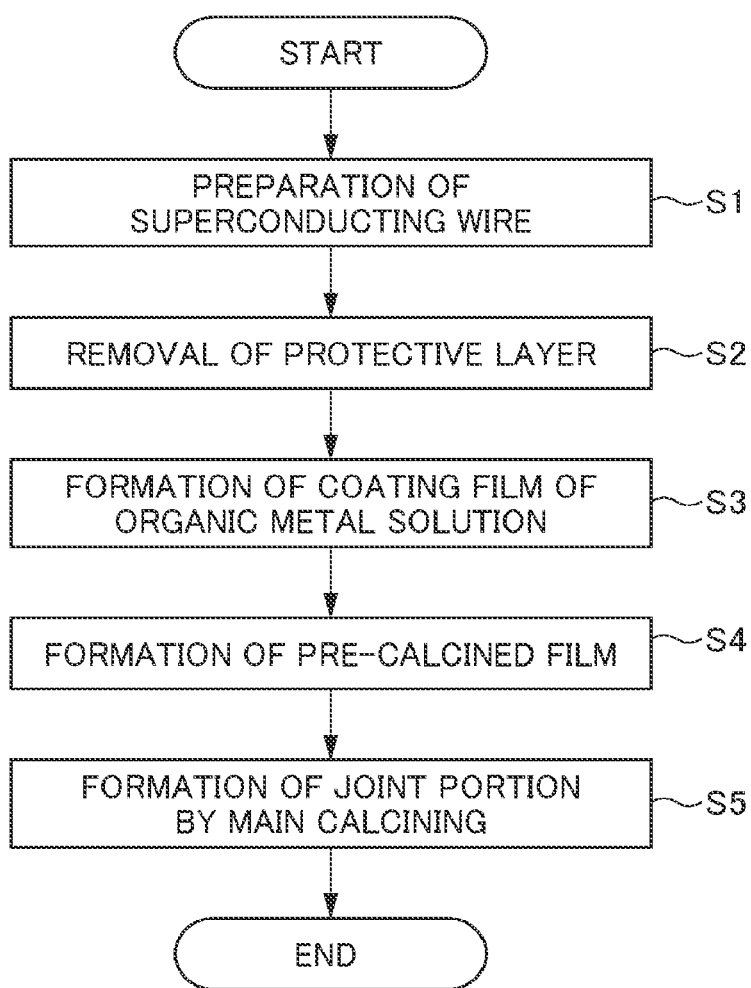 START
PREPARATION OF
SUPERCONDUCTING WIRE
S1
REMOVAL OF PROTECTIVE LAYER
S2
FORMATION OF COATING FILM OF
ORGANIC METAL SOLUTION
S3
FORMATION OF PRE-CALCINED FILM
S4
FORMATION OF JOINT PORTION
BY MAIN CALCINING
S5
END